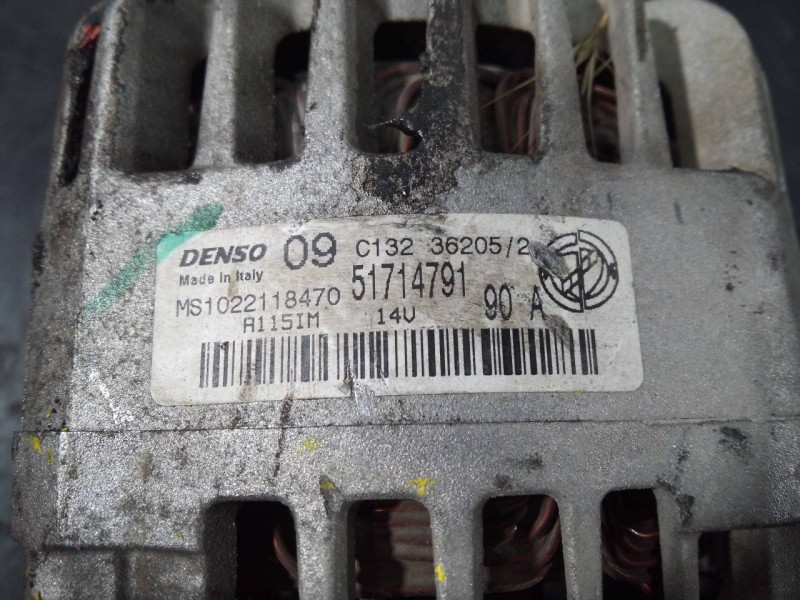 DENSO 09 C132 36205/2
Made in Italy 51714791
MS1022118470 90 A
A115IM 14V